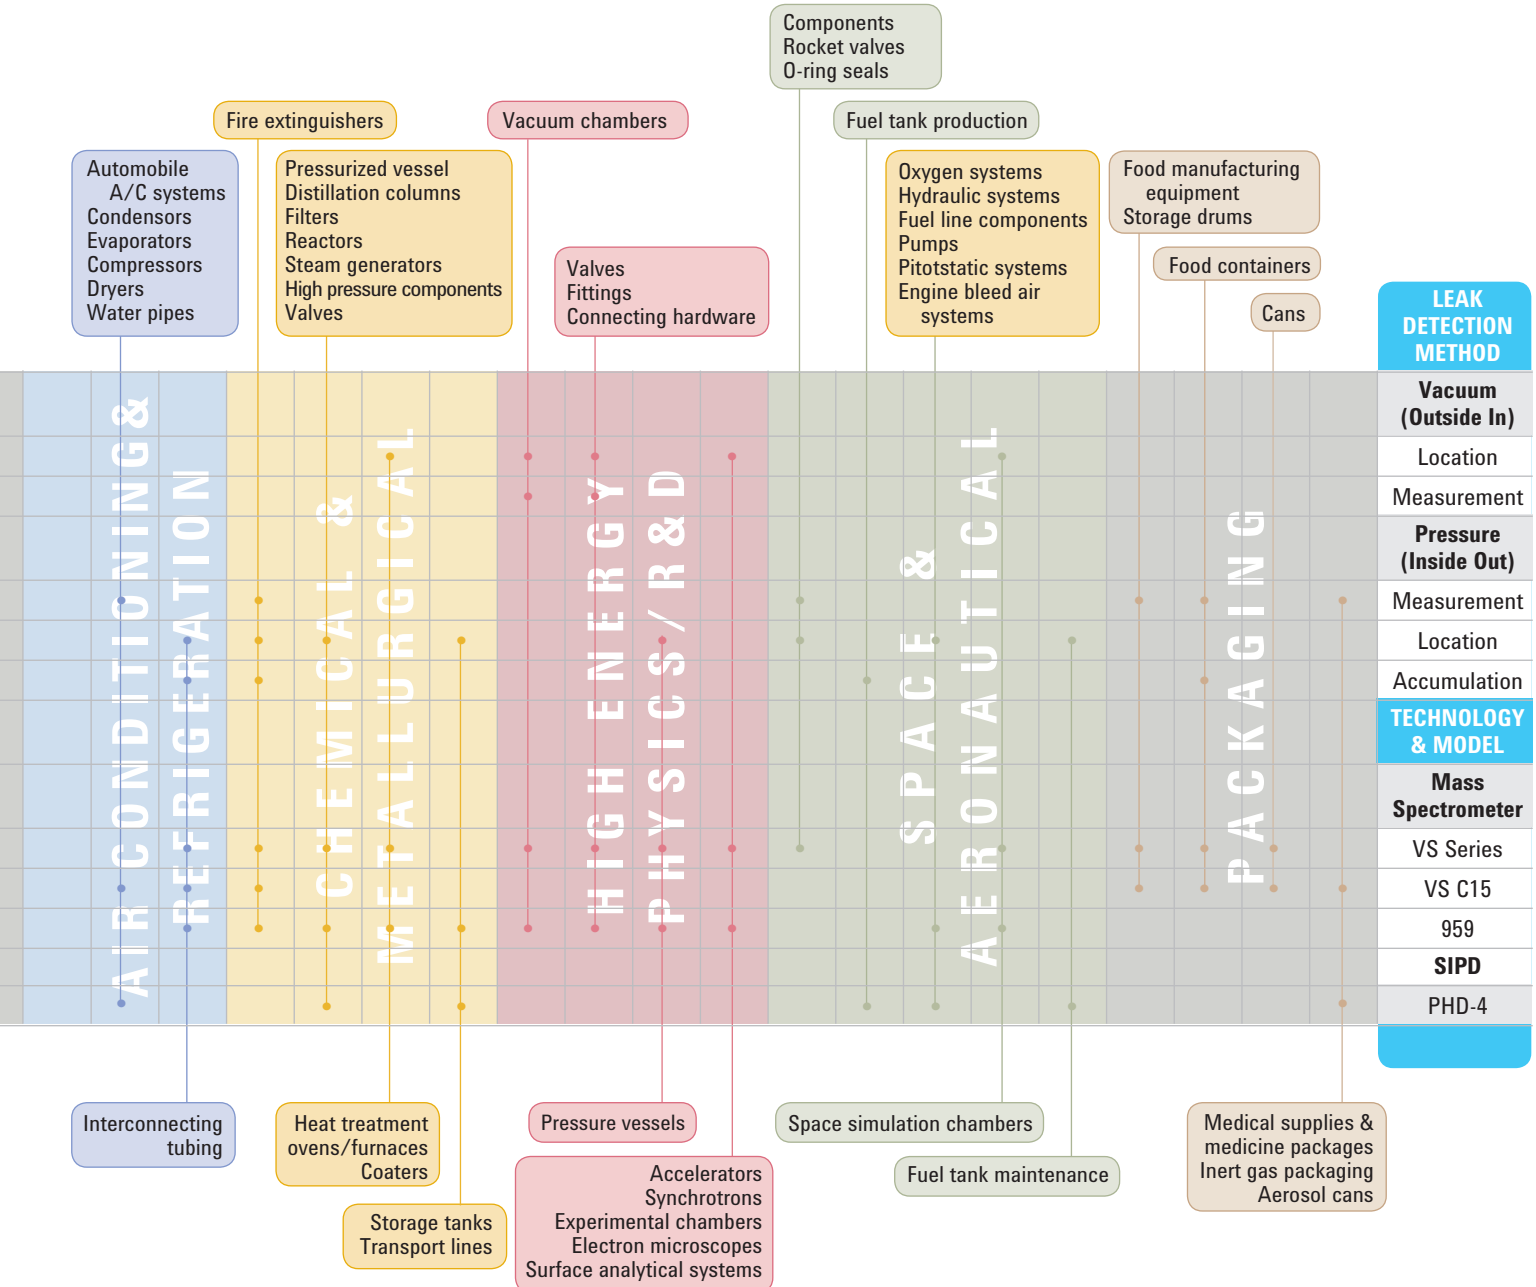 Components
Rocket valves
O-ring seals
Fire extinguishers
Vacuum chambers
Fuel tank production
Automobile
A/C systems
Condensors
Evaporators
Compressors
Dryers
Water pipes
Pressurized vessel
Distillation columns
Filters
Reactors
Steam generators
High pressure components
Valves
Valves
Fittings
Connecting hardware
Oxygen systems
Hydraulic systems
Fuel line components
Pumps
Pitotstatic systems
Engine bleed air
systems
Food manufacturing
equipment
Storage drums
Food containers
Cans
LEAK
DETECTION
METHOD
Vacuum
(Outside In)
Location
Measurement
Pressure
(Inside Out)
Measurement
Location
Accumulation
TECHNOLOGY
& MODEL
Mass
Spectrometer
VS Series
VS C15
959
SIPD
PHD-4
AIR CONDITIONING &
REFRIGERATION
CHEMICAL &
METALLURGICAL
HIGH ENERGY
PHYSICS/R&D
SPACE &
AERONAUTICAL
PACKAGING
Interconnecting
tubing
Heat treatment
ovens/furnaces
Coaters
Storage tanks
Transport lines
Pressure vessels
Accelerators
Synchrotrons
Experimental chambers
Electron microscopes
Surface analytical systems
Space simulation chambers
Fuel tank maintenance
Medical supplies &
medicine packages
Inert gas packaging
Aerosol cans